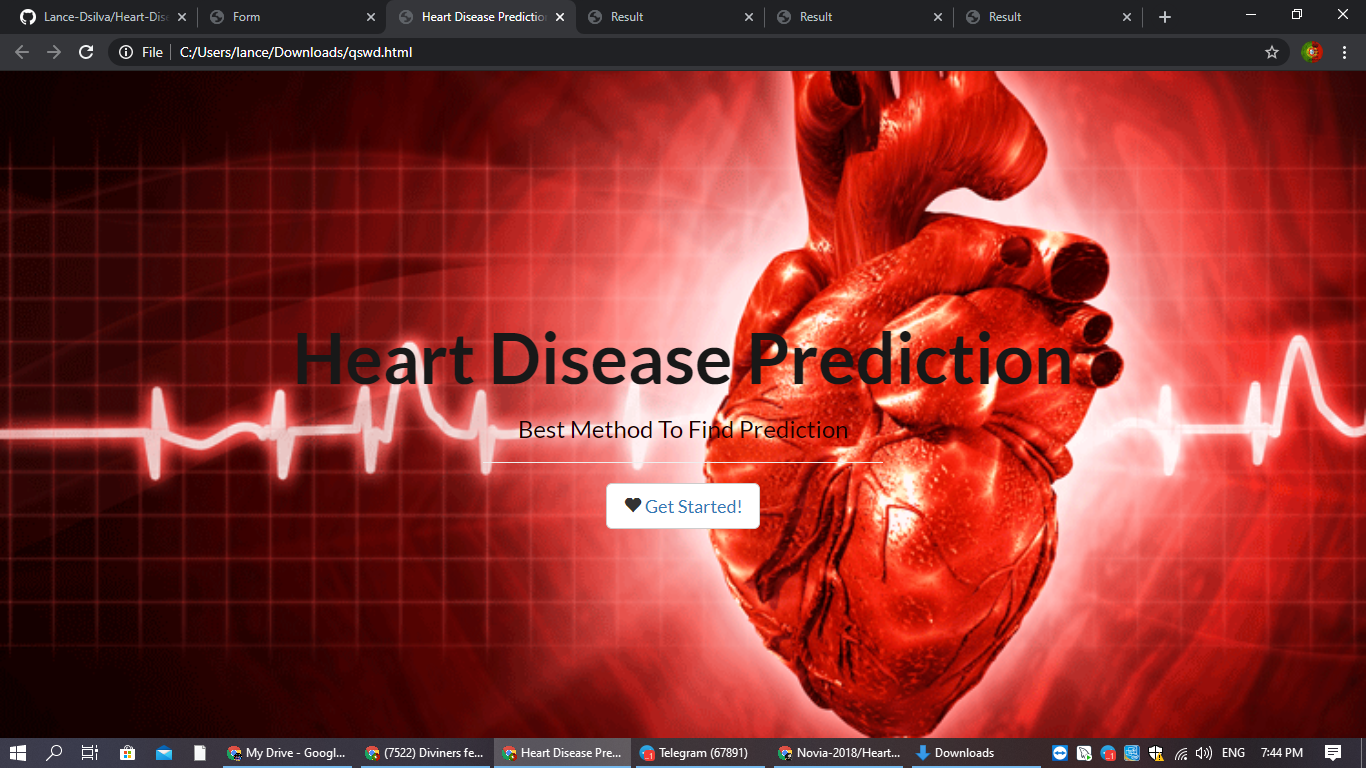 Lance-Dsilva/Heart-Dise
Form
Heart Disease Prediction
Result
Result
Result
File
C:/Users/lance/Downloads/qswd.html
Heart Disease Prediction
Best Method To Find Prediction
Get Started!
My Drive - Googl...
(7522) Diviners fe...
Heart Disease Pre...
Telegram (67891)
Novia-2018/Heart...
Downloads
ENG
7:44 PM